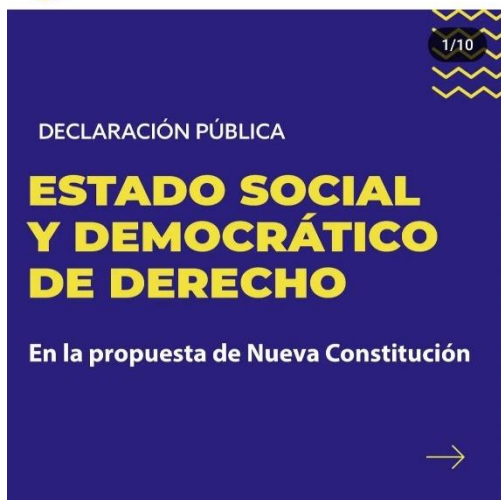 1/10
DECLARACIÓN PÚBLICA
ESTADO SOCIAL
Y DEMOCRÁTICO
DE DERECHO
En la propuesta de Nueva Constitución